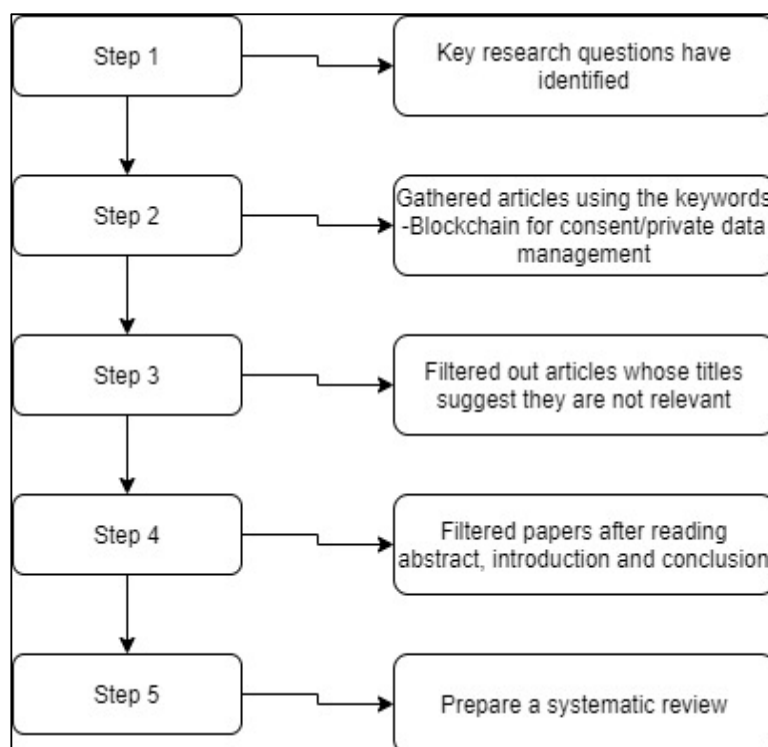 Step 1
Key research questions have
identified
Step 2
Gathered articles using the keywords
-Blockchain for consent/private data
management
Step 3
Filtered out articles whose titles
suggest they are not relevant
Step 4
Filtered papers after reading
abstract, introduction and conclusion
Step 5
Prepare a systematic review